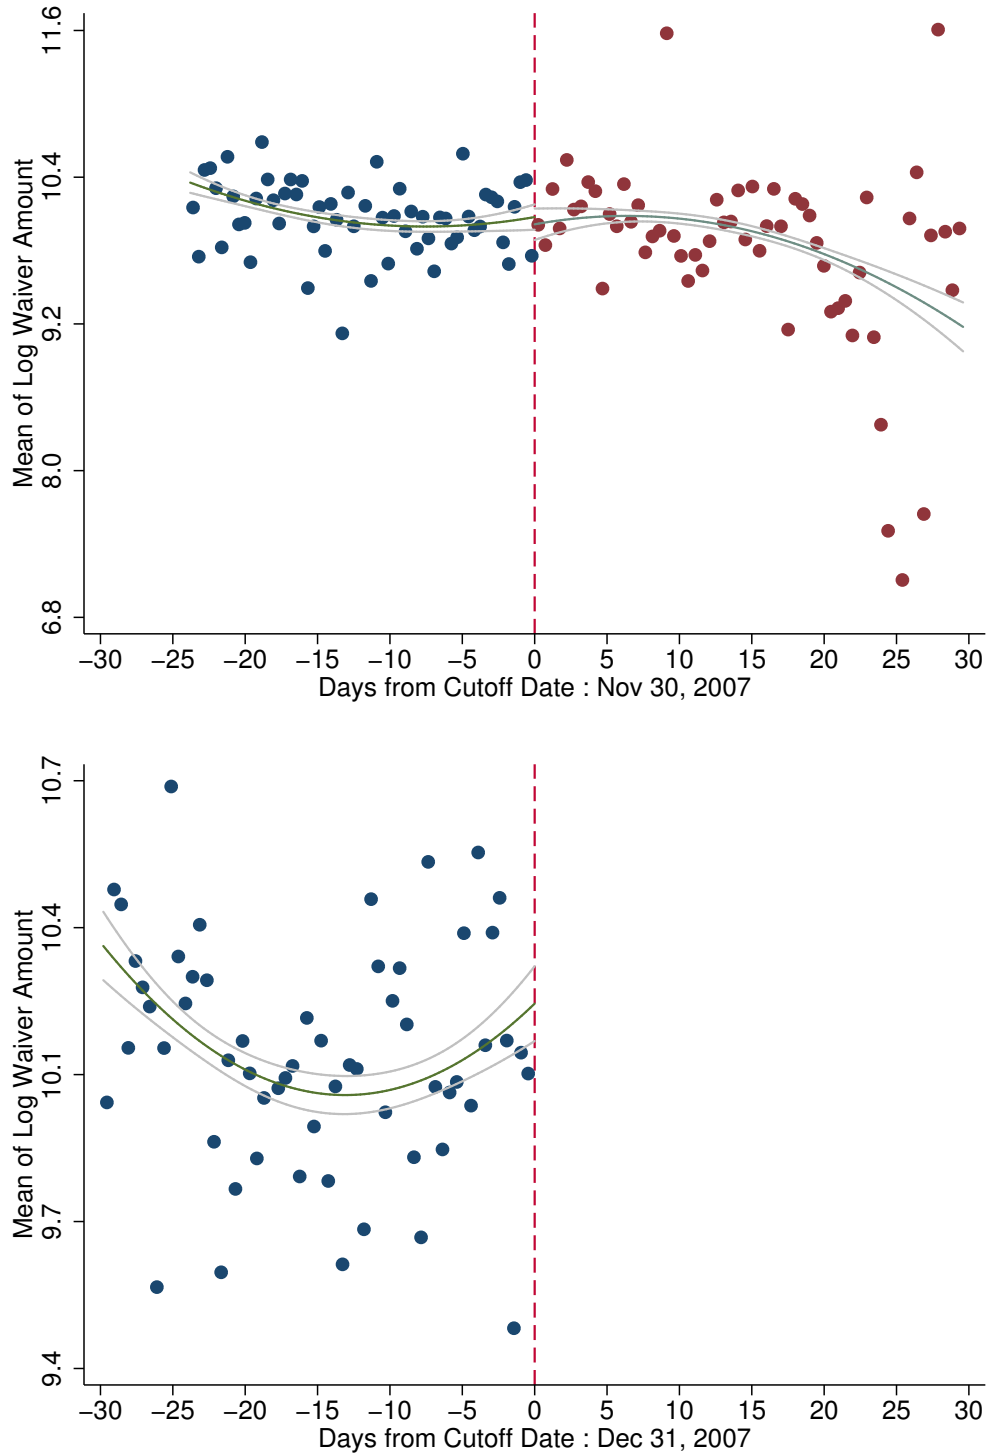 Mean of Log Waiver Amount
11.6
10.4
9.2
8.0
6.8
−30 −25 −20 −15 −10 −5 0 5 10 15 20 25 30
Days from Cutoff Date : Nov 30, 2007
Mean of Log Waiver Amount
10.7
10.4
10.1
9.7
9.4
−30 −25 −20 −15 −10 −5 0 5 10 15 20 25 30
Days from Cutoff Date : Dec 31, 2007